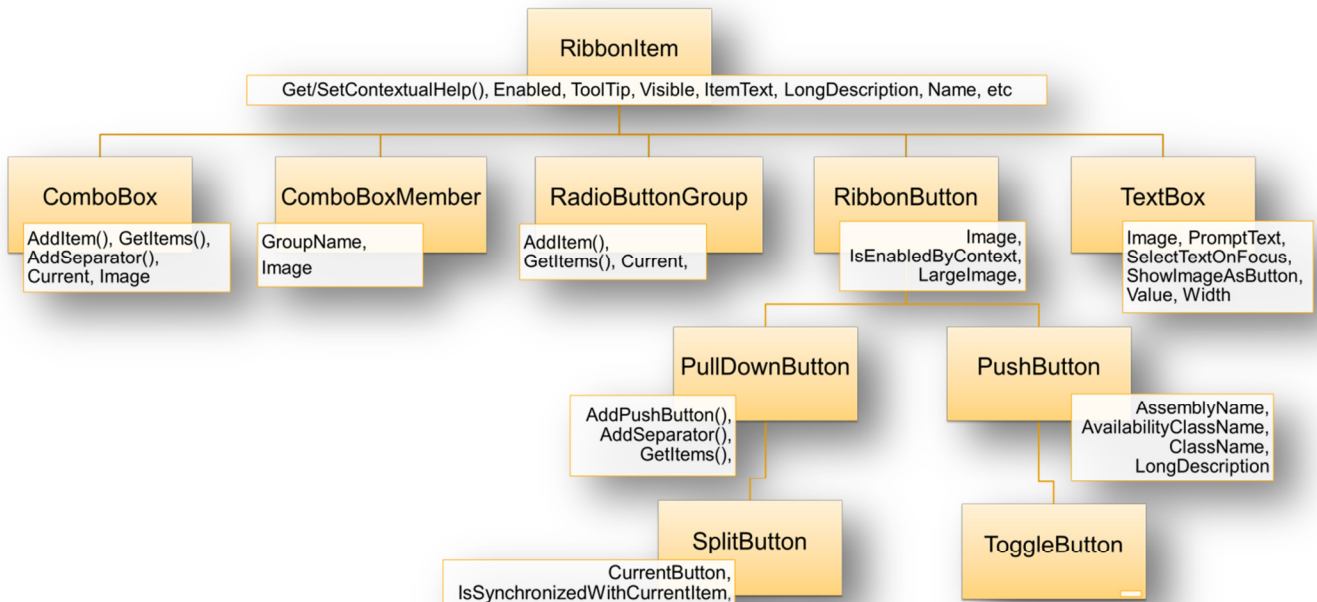 RibbonItem
Get/SetContextualHelp(), Enabled, ToolTip, Visible, ItemText, LongDescription, Name, etc
ComboBox
AddItem(), GetItems(),
AddSeparator(),
Current, Image
ComboBoxMember
GroupName,
Image
RadioButtonGroup
AddItem(),
GetItems(), Current,
RibbonButton
Image,
IsEnabledByContext,
LargeImage,
TextBox
Image, PromptText,
SelectTextOnFocus,
ShowImageAsButton,
Value, Width
PullDownButton
AddPushButton(),
AddSeparator(),
GetItems(),
PushButton
AssemblyName,
AvailabilityClassName,
ClassName,
LongDescription
SplitButton
CurrentButton,
IsSynchronizedWithCurrentItem,
ToggleButton